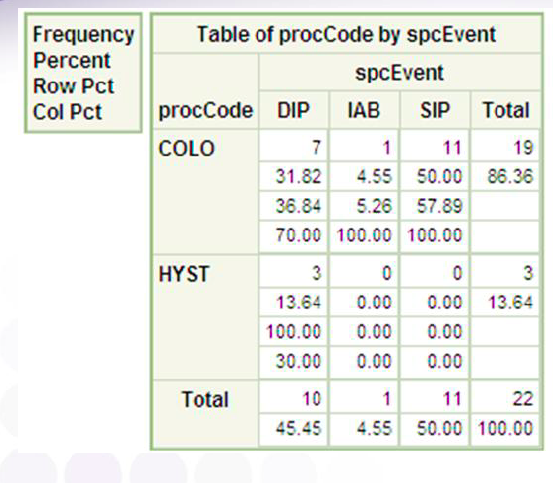 Frequency
Percent
Row Pct
Col Pct
Table of procCode by spcEvent
spcEvent
procCode DIP IAB SIP Total
COLO 7 1 11 19
31.82 4.55 50.00 86.36
36.84 5.26 57.89
70.00 100.00 100.00
HYST 3 0 0 3
13.64 0.00 0.00 13.64
100.00 0.00 0.00
30.00 0.00 0.00
Total 10 1 11 22
45.45 4.55 50.00 100.00